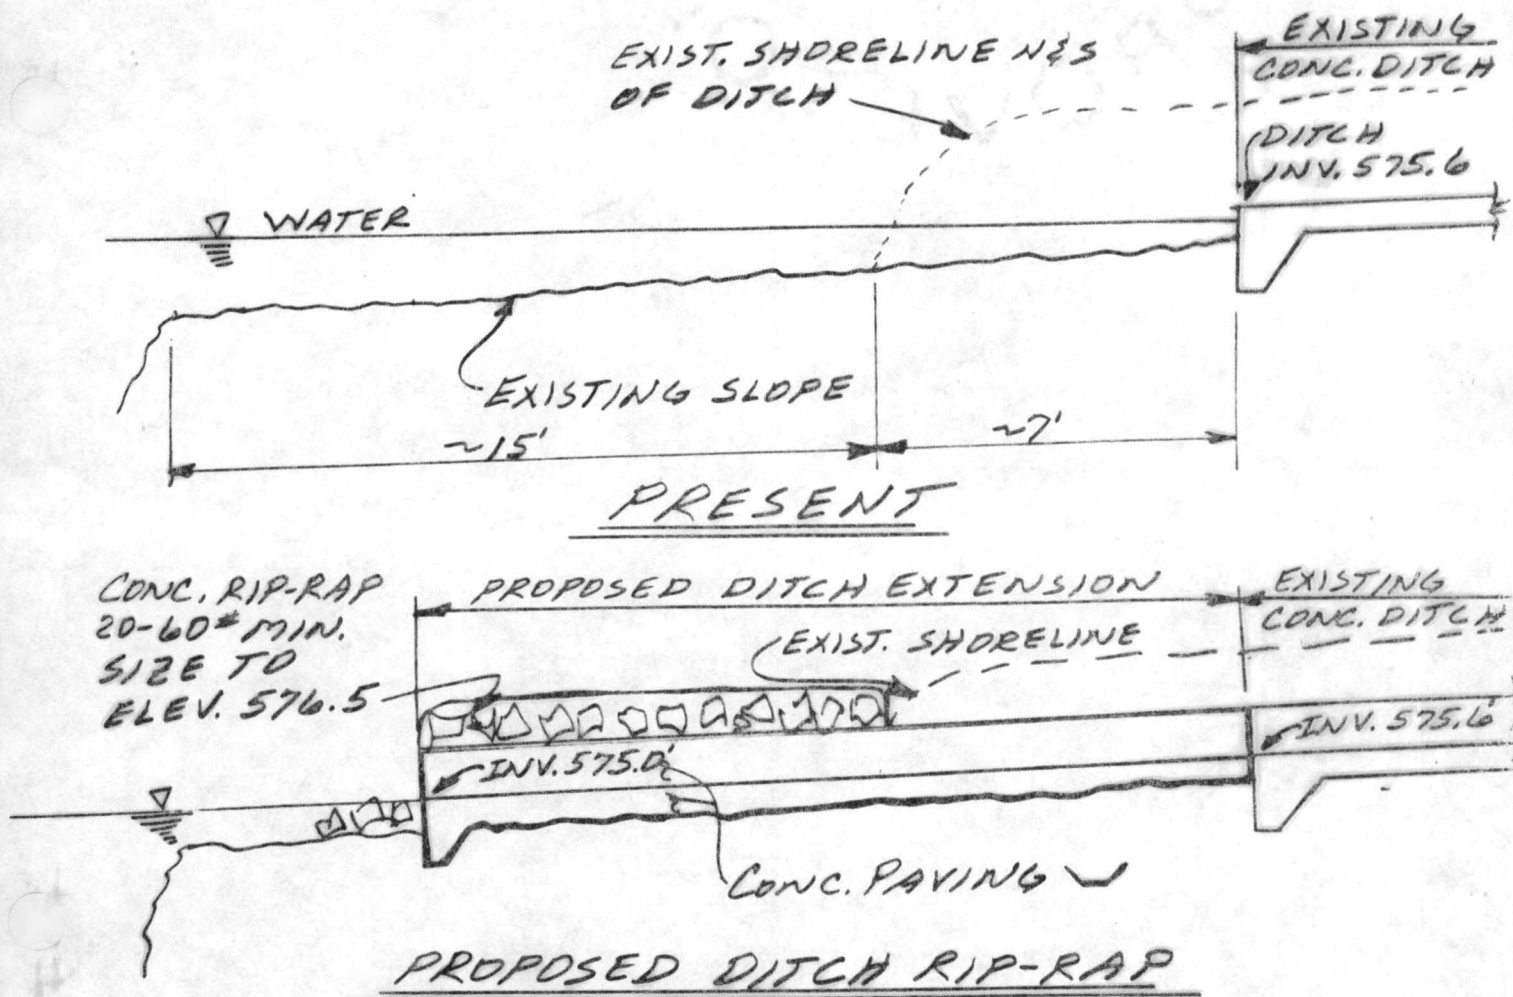 EXIST. SHORELINE N&S
OF DITCH
EXISTING
CONC. DITCH
DITCH
INV. 575.6
WATER
EXISTING SLOPE
~15'
~7'
PRESENT
CONC. RIP-RAP
20-60# MIN.
SIZE TO
ELEV. 576.5
PROPOSED DITCH EXTENSION
EXISTING
CONC. DITCH
EXIST. SHORELINE
INV. 575.0'
INV. 575.6'
CONC. PAVING
PROPOSED DITCH RIP-RAP